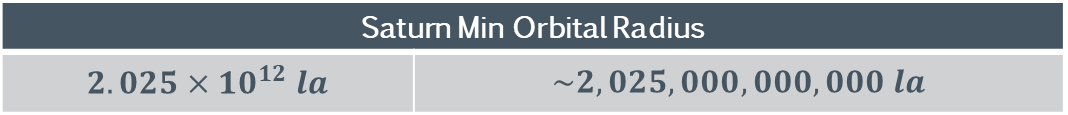 Saturn Min Orbital Radius
2.025 × 10¹² la ~2,025,000,000,000 la